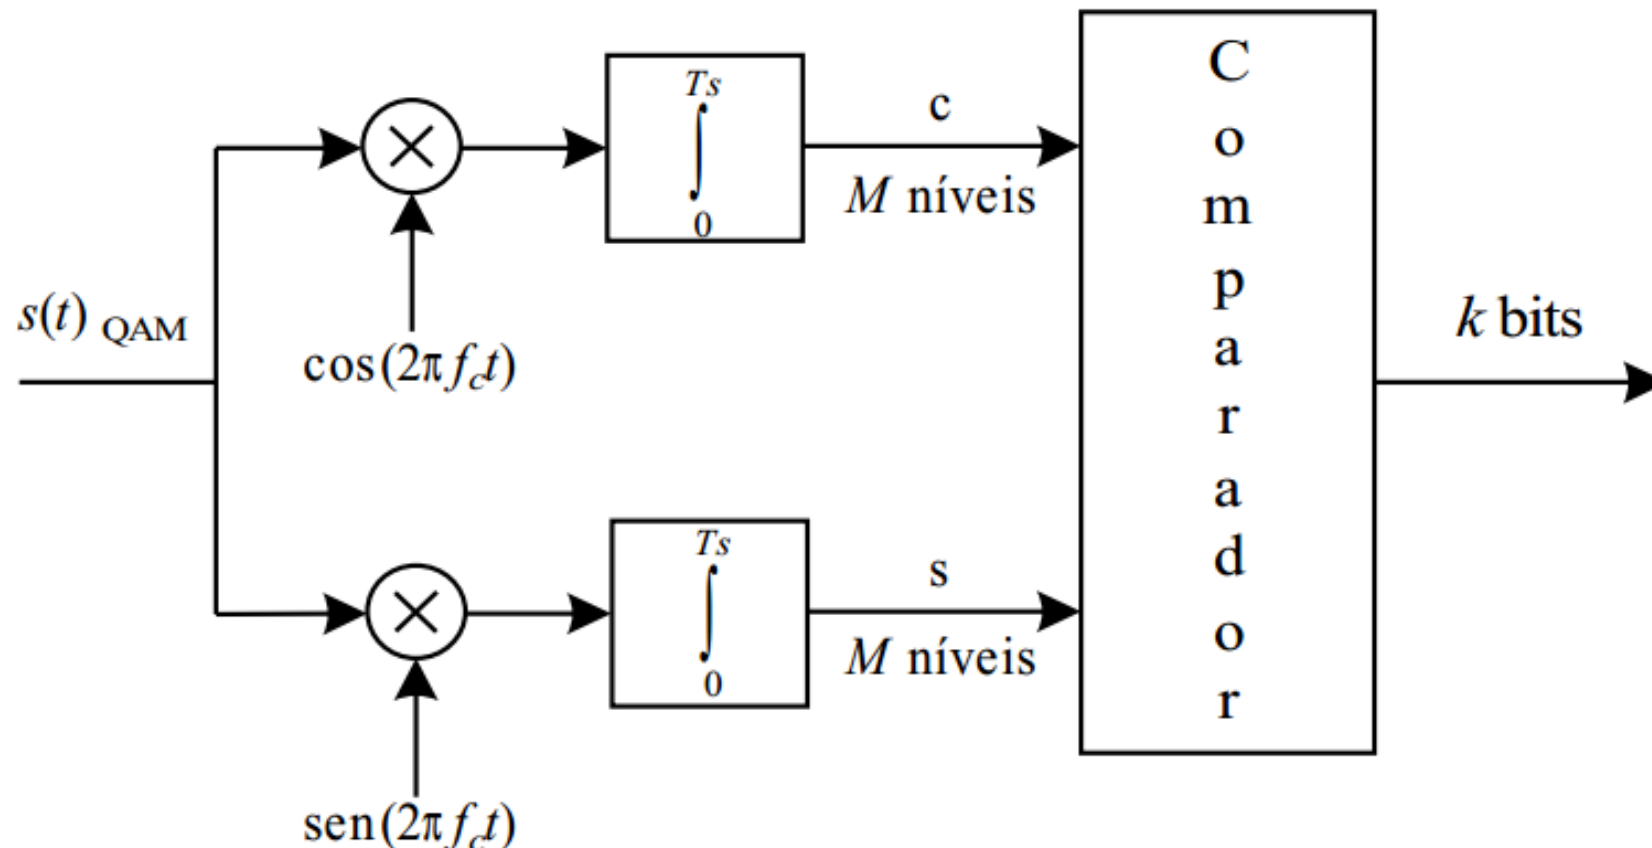 s(t) QAM
cos(2π f_c t)
Ts
∫
0
c
M níveis
sen(2π f_c t)
Ts
∫
0
s
M níveis
Comparador
k bits